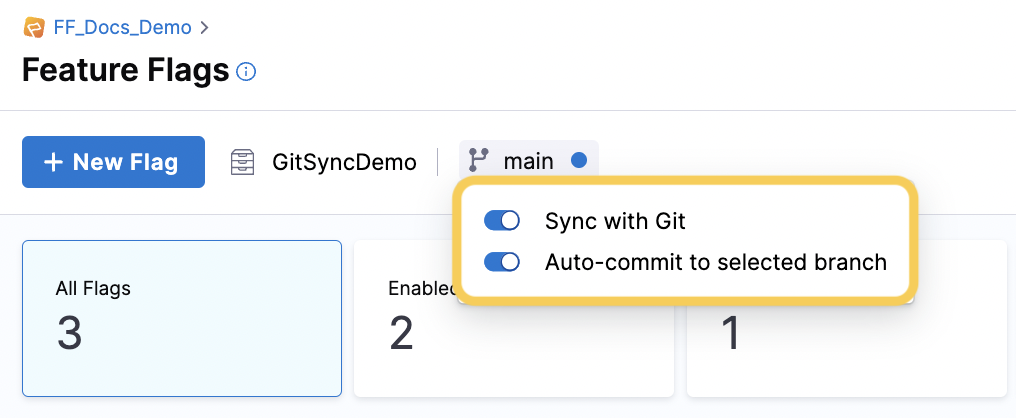 FF_Docs_Demo >
Feature Flags
+ New Flag
GitSyncDemo
main
Sync with Git
Auto-commit to selected branch
All Flags
3
Enabled
2
1